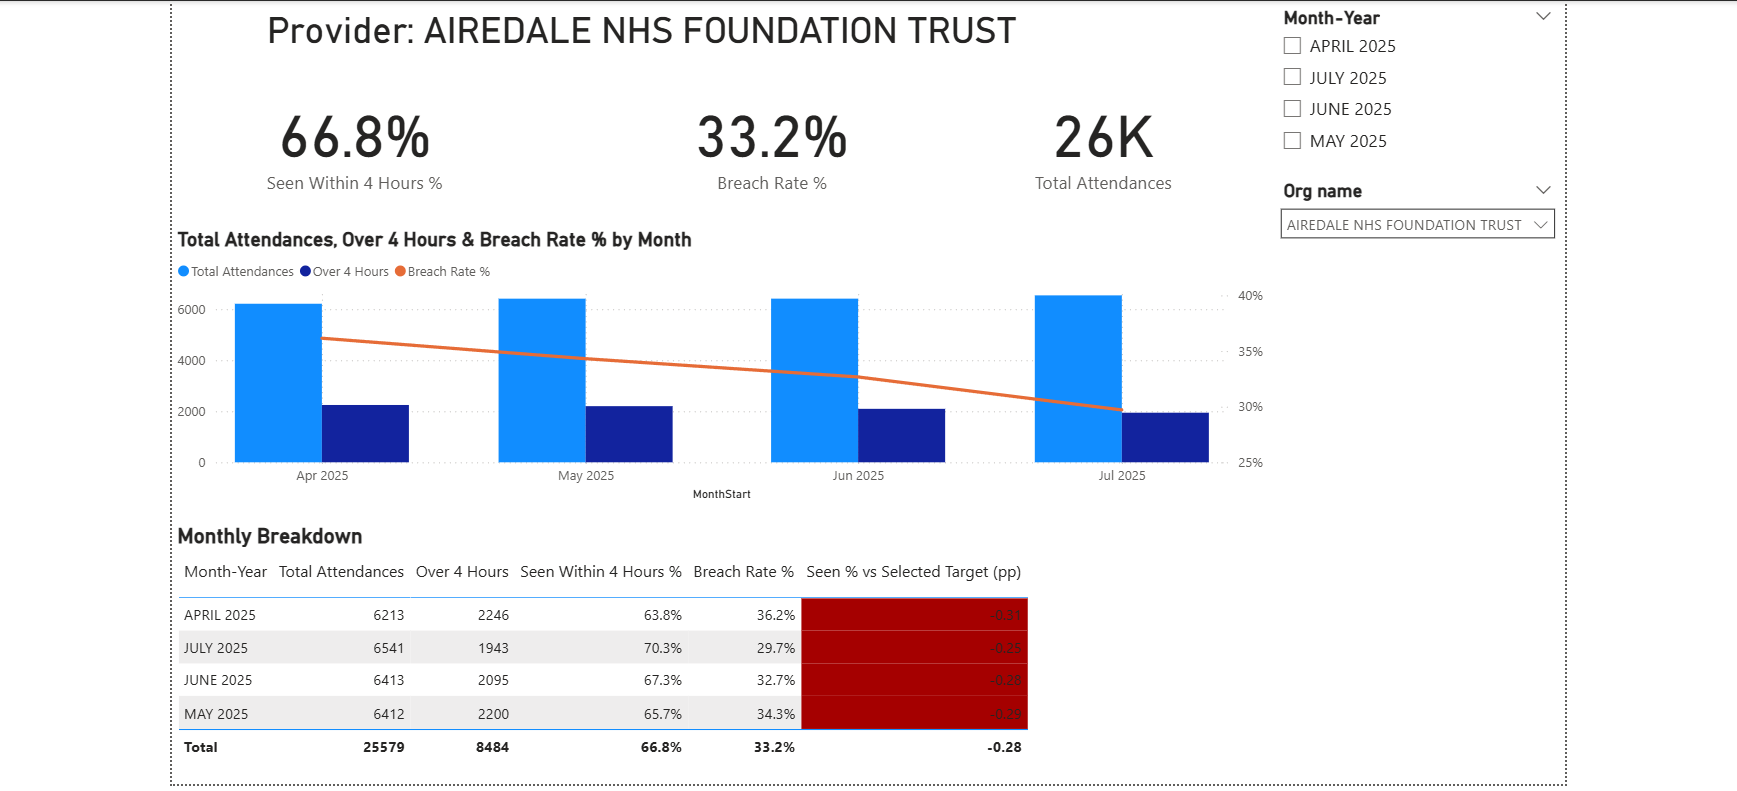 Provider: AIREDALE NHS FOUNDATION TRUST
66.8%
Seen Within 4 Hours %
33.2%
Breach Rate %
26K
Total Attendances
Month-Year
APRIL 2025
JULY 2025
JUNE 2025
MAY 2025
Org name
AIREDALE NHS FOUNDATION TRUST
Total Attendances, Over 4 Hours & Breach Rate % by Month
Total Attendances Over 4 Hours Breach Rate %
6000
4000
2000
0
40%
35%
30%
25%
Apr 2025 May 2025 Jun 2025 Jul 2025
MonthStart
Monthly Breakdown
Month-Year Total Attendances Over 4 Hours Seen Within 4 Hours % Breach Rate % Seen % vs Selected Target (pp)
APRIL 2025 6213 2246 63.8% 36.2% -0.31
JULY 2025 6541 1943 70.3% 29.7%
JUNE 2025 6413 2095 67.3% 32.7%
MAY 2025 6412 2200 65.7% 34.3%
Total 25579 8484 66.8% 33.2% -0.28